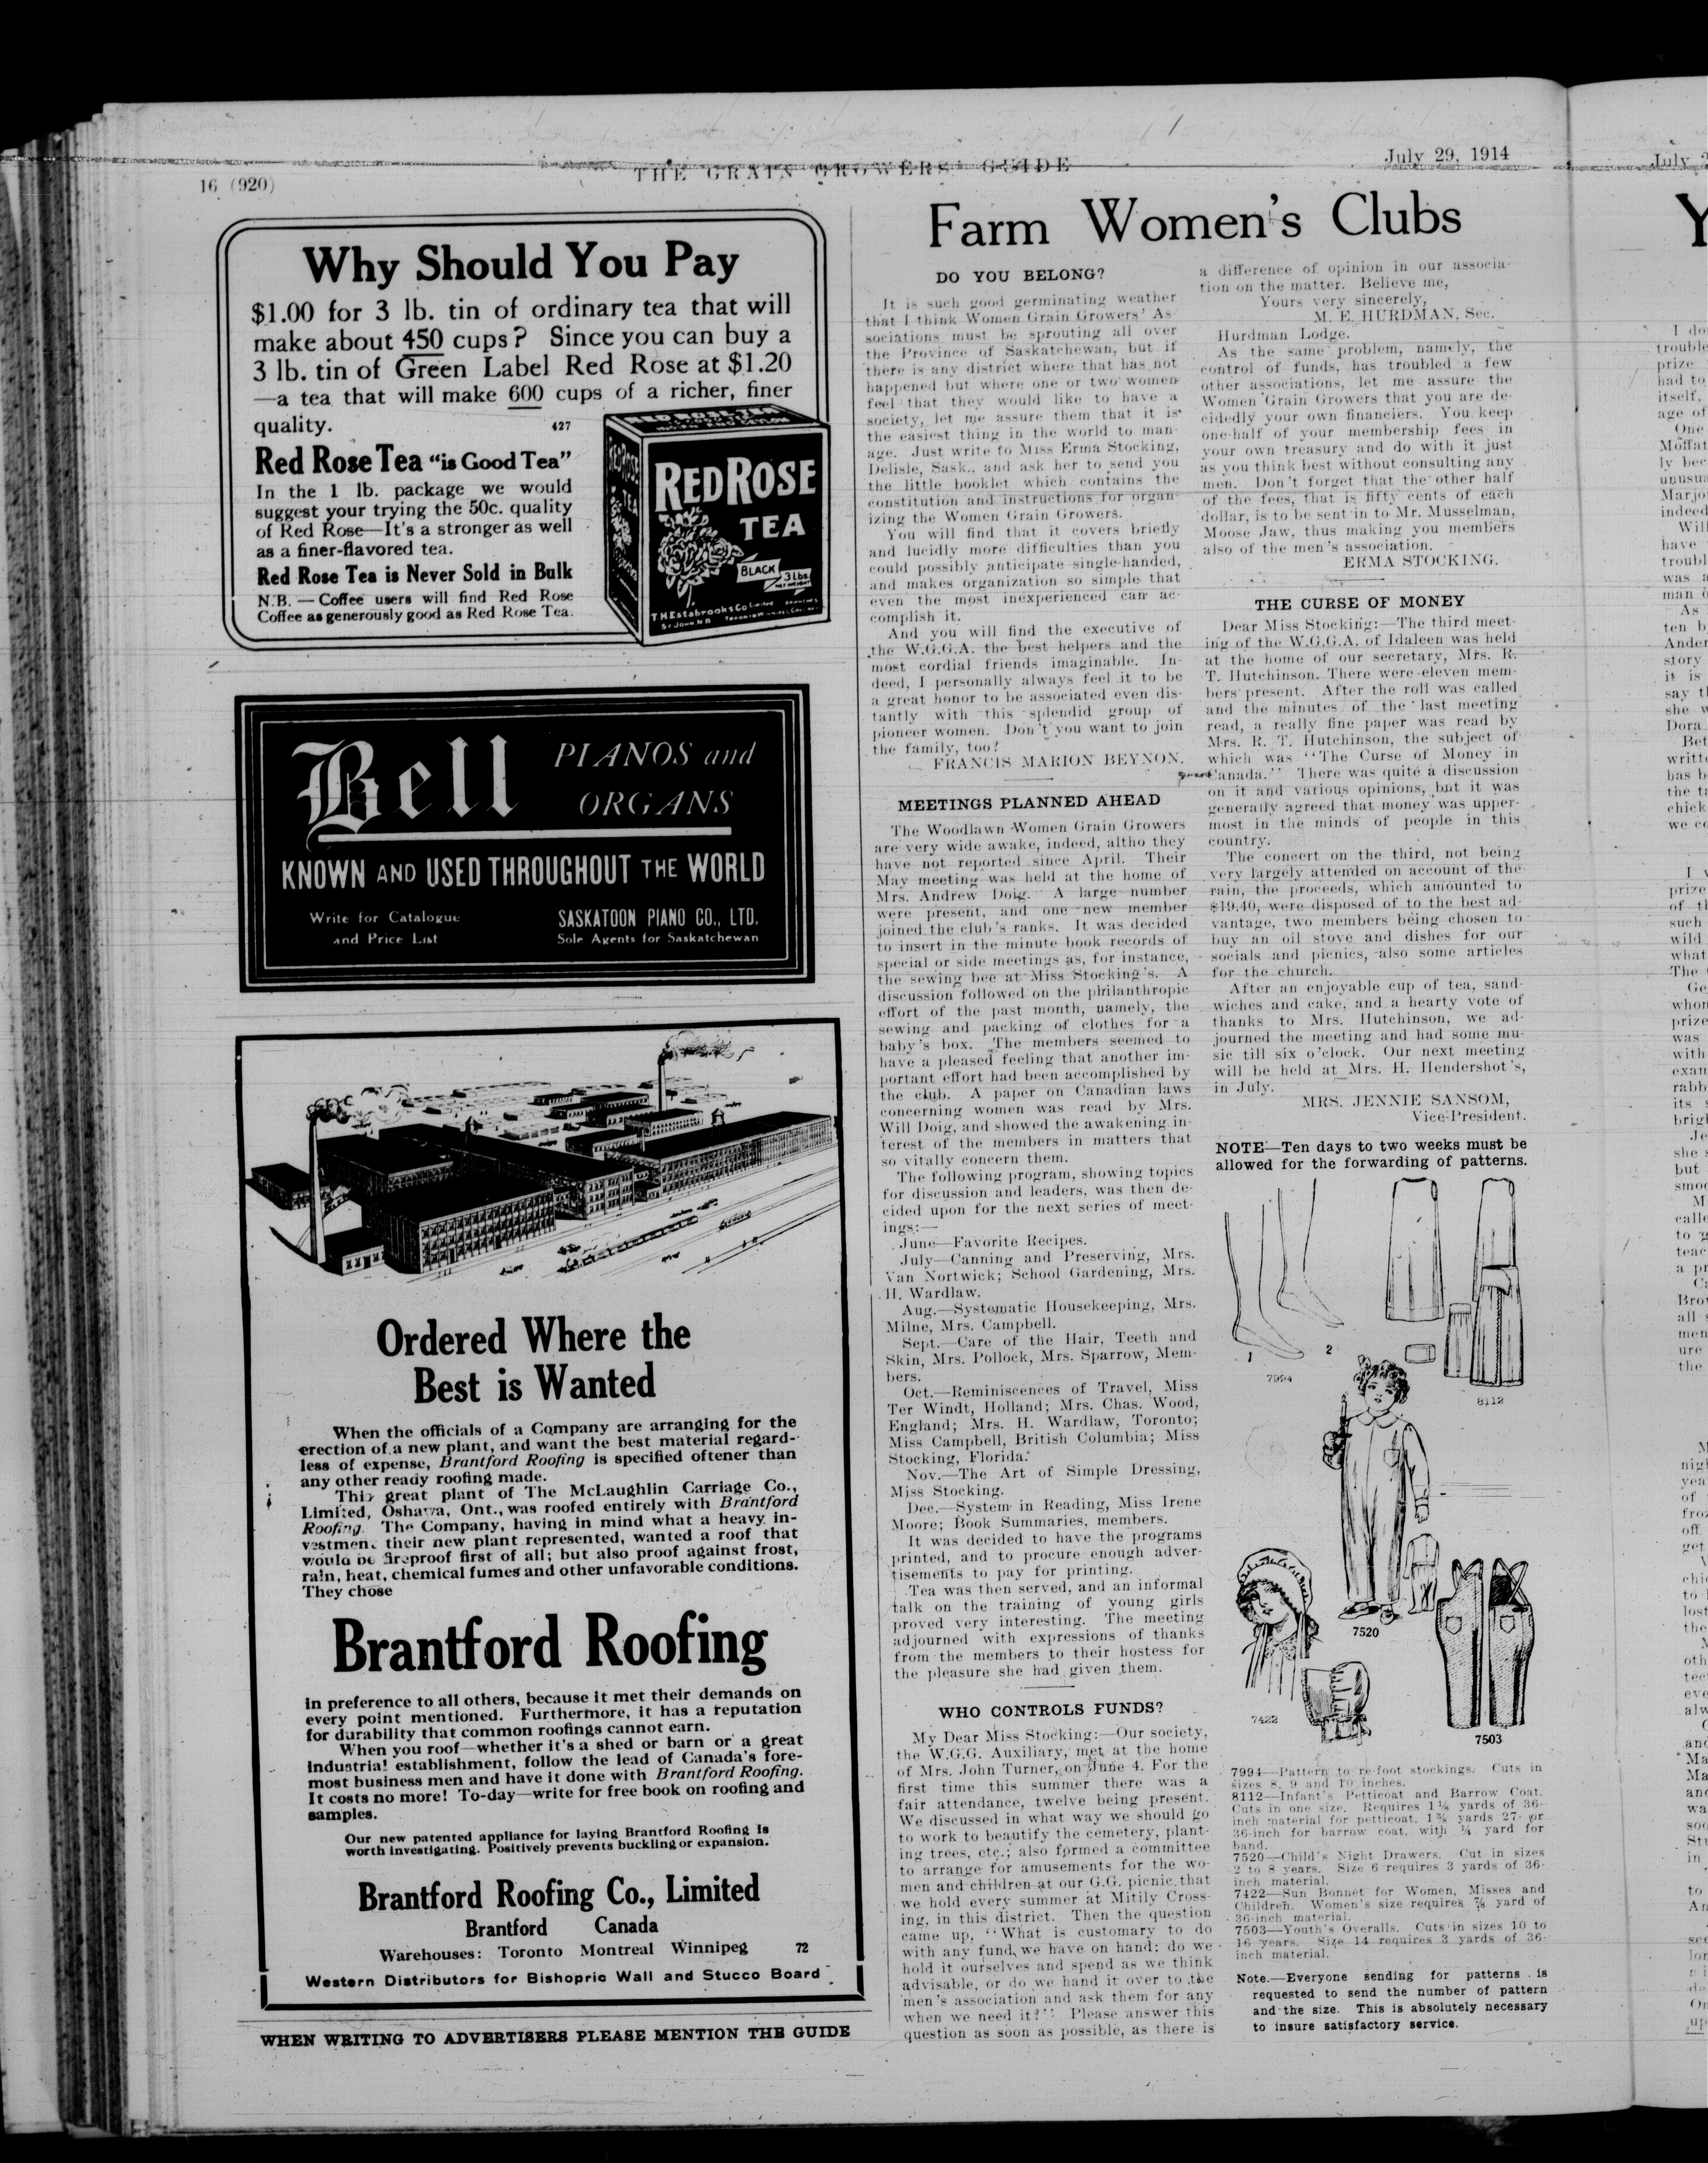 16 (920)
THE GRAIN GROWERS' GUIDE
July 29, 1914
Why Should You Pay
$1.00 for 3 lb. tin of ordinary tea that will
make about 450 cups? Since you can buy a
3 lb. tin of Green Label Red Rose at $1.20
—a tea that will make 600 cups of a richer, finer
quality.
427
Red Rose Tea "is Good Tea"
In the 1 lb. package we would
suggest your trying the 50c. quality
of Red Rose—It's a stronger as well
as a finer-flavored tea.
Red Rose Tea is Never Sold in Bulk
N.B. — Coffee users will find Red Rose
Coffee as generously good as Red Rose Tea.
RED ROSE
TEA
BLACK
3 Lbs
NET WEIGHT
THE Estabrooks Co Limited
St John N B
Bell
PIANOS and
ORGANS
KNOWN AND USED THROUGHOUT THE WORLD
Write for Catalogue
and Price List
SASKATOON PIANO CO., LTD.
Sole Agents for Saskatchewan
Ordered Where the
Best is Wanted
When the officials of a Company are arranging for the
erection of a new plant, and want the best material regard-
less of expense, Brantford Roofing is specified oftener than
any other ready roofing made.
This great plant of The McLaughlin Carriage Co.,
Limited, Oshawa, Ont., was roofed entirely with Brantford
Roofing. The Company, having in mind what a heavy in-
vestment their new plant represented, wanted a roof that
would be fireproof first of all; but also proof against frost,
rain, heat, chemical fumes and other unfavorable conditions.
They chose
Brantford Roofing
in preference to all others, because it met their demands on
every point mentioned. Furthermore, it has a reputation
for durability that common roofings cannot earn.
When you roof—whether it's a shed or barn or a great
industrial establishment, follow the lead of Canada's fore-
most business men and have it done with Brantford Roofing.
It costs no more! To-day—write for free book on roofing and
samples.
Our new patented appliance for laying Brantford Roofing is
worth investigating. Positively prevents buckling or expansion.
Brantford Roofing Co., Limited
Brantford Canada
Warehouses: Toronto Montreal Winnipeg 72
Western Distributors for Bishopric Wall and Stucco Board
WHEN WRITING TO ADVERTISERS PLEASE MENTION THE GUIDE
Farm Women's Clubs
DO YOU BELONG?
It is such good germinating weather
that I think Women Grain Growers' As-
sociations must be sprouting all over
the Province of Saskatchewan, but if
there is any district where that has not
happened but where one or two women
feel that they would like to have a
society, let me assure them that it is
the easiest thing in the world to man-
age. Just write to Miss Erma Stocking,
Delisle, Sask., and ask her to send you
the little booklet which contains the
constitution and instructions for organ-
izing the Women Grain Growers.
You will find that it covers briefly
and lucidly more difficulties than you
could possibly anticipate single-handed,
and makes organization so simple that
even the most inexperienced can ac-
complish it.
And you will find the executive of
the W.G.G.A. the best helpers and the
most cordial friends imaginable. In-
deed, I personally always feel it to be
a great honor to be associated even dis-
tantly with this splendid group of
pioneer women. Don't you want to join
the family, too?
FRANCIS MARION BEYNON.
MEETINGS PLANNED AHEAD
The Woodlawn Women Grain Growers
are very wide awake, indeed, altho they
have not reported since April. Their
May meeting was held at the home of
Mrs. Andrew Doig. A large number
were present, and one new member
joined the club's ranks. It was decided
to insert in the minute book records of
special or side meetings as, for instance,
the sewing bee at Miss Stocking's. A
discussion followed on the philanthropic
effort of the past month, namely, the
sewing and packing of clothes for a
baby's box. The members seemed to
have a pleased feeling that another im-
portant effort had been accomplished by
the club. A paper on Canadian laws
concerning women was read by Mrs.
Will Doig, and showed the awakening in-
terest of the members in matters that
so vitally concern them.
The following program, showing topics
for discussion and leaders, was then de-
cided upon for the next series of meet-
ings:—
June—Favorite Recipes.
July—Canning and Preserving, Mrs.
Van Nortwick; School Gardening, Mrs.
H. Wardlaw.
Aug.—Systematic Housekeeping, Mrs.
Milne, Mrs. Campbell.
Sept.—Care of the Hair, Teeth and
Skin, Mrs. Pollock, Mrs. Sparrow, Mem-
bers.
Oct.—Reminiscences of Travel, Miss
Ter Windt, Holland; Mrs. Chas. Wood,
England; Mrs. H. Wardlaw, Toronto;
Miss Campbell, British Columbia; Miss
Stocking, Florida.
Nov.—The Art of Simple Dressing,
Miss Stocking.
Dec.—System in Reading, Miss Irene
Moore; Book Summaries, members.
It was decided to have the programs
printed, and to procure enough adver-
tisements to pay for printing.
Tea was then served, and an informal
talk on the training of young girls
proved very interesting. The meeting
adjourned with expressions of thanks
from the members to their hostess for
the pleasure she had given them.
WHO CONTROLS FUNDS?
My Dear Miss Stocking:—Our society,
the W.G.G. Auxiliary, met at the home
of Mrs. John Turner, on June 4. For the
first time this summer there was a
fair attendance, twelve being present.
We discussed in what way we should go
to work to beautify the cemetery, plant-
ing trees, etc.; also formed a committee
to arrange for amusements for the wo-
men and children at our G.G. picnic that
we hold every summer at Mitily Cross-
ing, in this district. Then the question
came up, "What is customary to do
with any fund we have on hand; do we
hold it ourselves and spend as we think
advisable, or do we hand it over to the
men's association and ask them for any
when we need it?" Please answer this
question as soon as possible, as there is
a difference of opinion in our associa-
tion on the matter. Believe me,
Yours very sincerely,
M. E. HURDMAN, Sec.
Hurdman Lodge.
As the same problem, namely, the
control of funds, has troubled a few
other associations, let me assure the
Women Grain Growers that you are de-
cidedly your own financiers. You keep
one-half of your membership fees in
your own treasury and do with it just
as you think best without consulting any
men. Don't forget that the other half
of the fees, that is fifty cents of each
dollar, is to be sent in to Mr. Musselman,
Moose Jaw, thus making you members
also of the men's association.
ERMA STOCKING.
THE CURSE OF MONEY
Dear Miss Stocking:—The third meet-
ing of the W.G.G.A. of Idaleen was held
at the home of our secretary, Mrs. R.
T. Hutchinson. There were eleven mem-
bers present. After the roll was called
and the minutes of the last meeting
read, a really fine paper was read by
Mrs. R. T. Hutchinson, the subject of
which was "The Curse of Money in
Canada." There was quite a discussion
on it and various opinions, but it was
generally agreed that money was upper-
most in the minds of people in this
country.
The concert on the third, not being
very largely attended on account of the
rain, the proceeds, which amounted to
$19.40, were disposed of to the best ad-
vantage, two members being chosen to
buy an oil stove and dishes for our
socials and picnics, also some articles
for the church.
After an enjoyable cup of tea, sand-
wiches and cake, and a hearty vote of
thanks to Mrs. Hutchinson, we ad-
journed the meeting and had some mu-
sic till six o'clock. Our next meeting
will be held at Mrs. H. Hendershot's,
in July.
MRS. JENNIE SANSOM,
Vice-President.
NOTE—Ten days to two weeks must be
allowed for the forwarding of patterns.
1
2
7994
8112
7520
7422
7503
7994—Pattern to re-foot stockings. Cuts in
sizes 8, 9 and 10 inches.
8112—Infant's Petticoat and Barrow Coat.
Cuts in one size. Requires 1⅛ yards of 36-
inch material for petticoat, yards 27- or
36-inch for barrow coat, with ¼ yard for
band.
7520—Child's Night Drawers. Cut in sizes
2 to 8 years. Size 6 requires 3 yards of 36-
inch material.
7422—Sun Bonnet for Women, Misses and
Children. Women's size requires ⅞ yard of
36-inch material.
7503—Youth's Overalls. Cuts in sizes 10 to
16 years. Size 14 requires 3 yards of 36-
inch material.
Note.—Everyone sending for patterns is
requested to send the number of pattern
and the size. This is absolutely necessary
to insure satisfactory service.